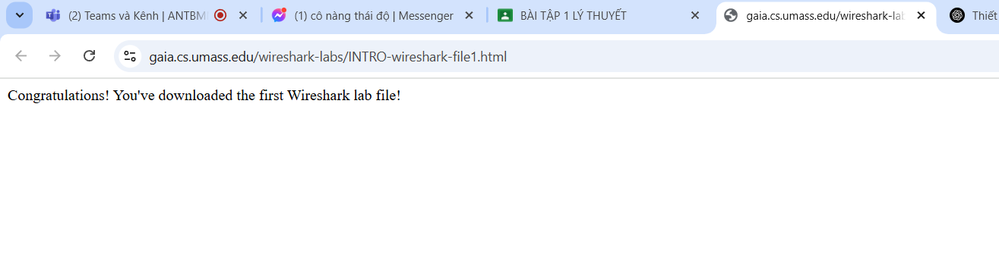 (2) Teams và Kênh | ANTBM
(1) cô nàng thái độ | Messenger
BÀI TẬP 1 LÝ THUYẾT
gaia.cs.umass.edu/wireshark-lab
Thiết
gaia.cs.umass.edu/wireshark-labs/INTRO-wireshark-file1.html
Congratulations! You've downloaded the first Wireshark lab file!